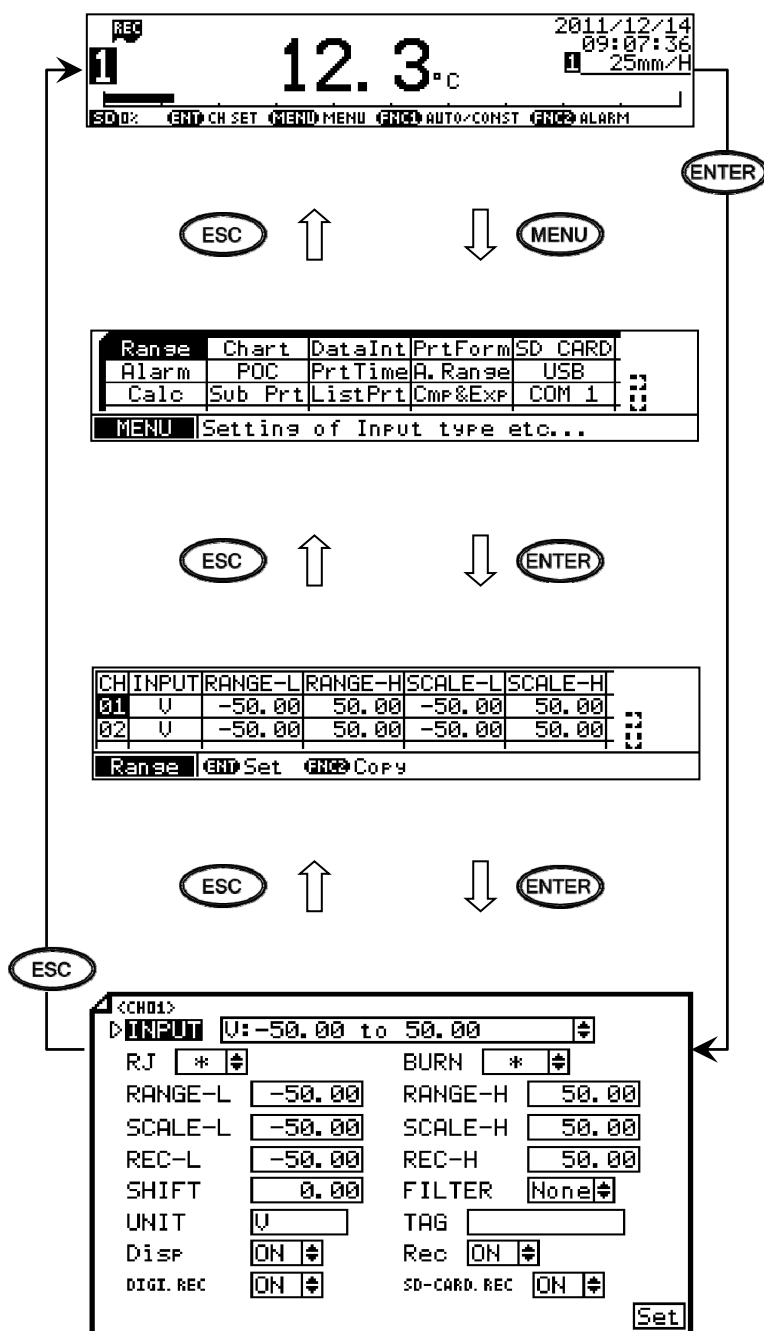 REC
2011/12/14
09:07:36
1 12.3°C 1 25mm/H
SD 0% ENT CH SET MENU MENU FNC1 AUTO/CONST FNC2 ALARM
ENTER
ESC MENU
Range Chart DataInt PrtForm SD CARD
Alarm POC PrtTime A.Range USB
Calc Sub Prt ListPrt Cmp&Exp COM 1
MENU Setting of Input type etc...
ESC ENTER
CH INPUT RANGE-L RANGE-H SCALE-L SCALE-H
01 V -50.00 50.00 -50.00 50.00
02 V -50.00 50.00 -50.00 50.00
Range ENT Set FNC2 Copy
ESC ENTER
ESC
<CH01>
INPUT V:-50.00 to 50.00
RJ * BURN *
RANGE-L -50.00 RANGE-H 50.00
SCALE-L -50.00 SCALE-H 50.00
REC-L -50.00 REC-H 50.00
SHIFT 0.00 FILTER None
UNIT V TAG
Disp ON Rec ON
DIGI.REC ON SD-CARD.REC ON
Set